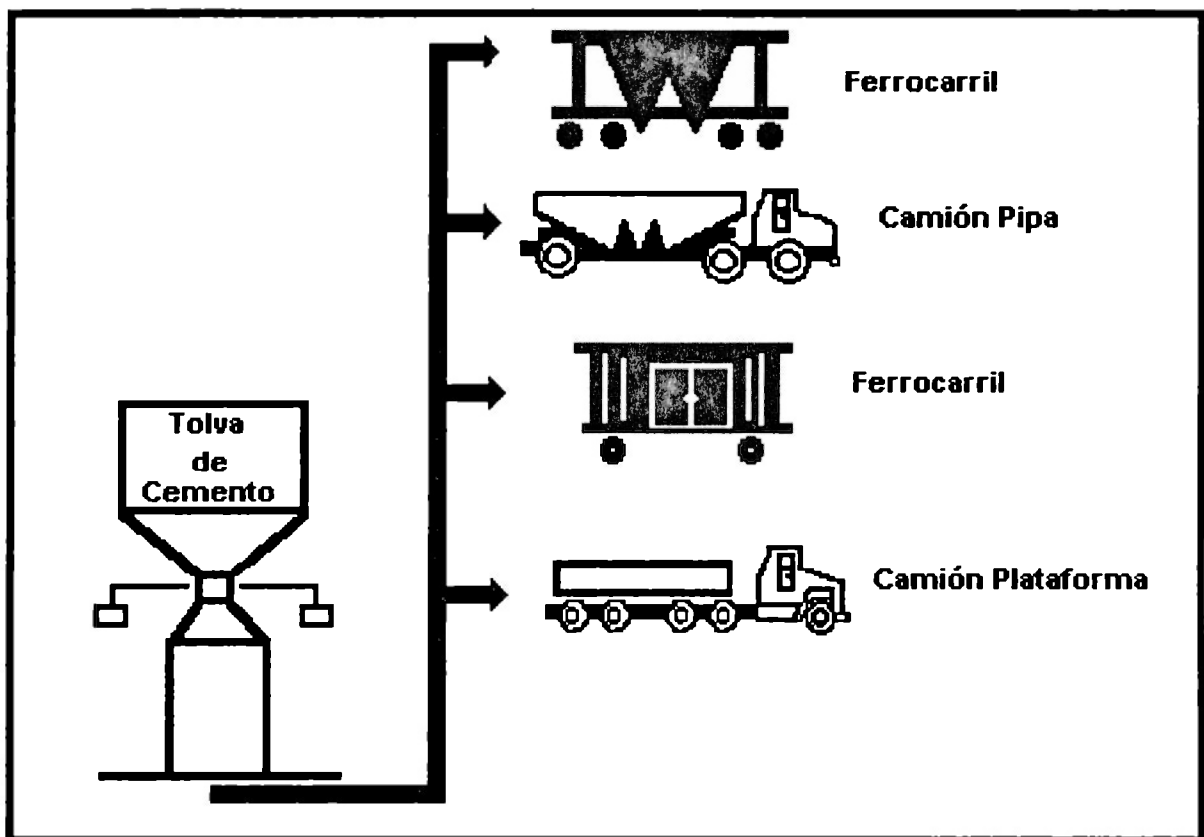 Ferrocarril
Camión Pipa
Ferrocarril
Tolva
de
Cemento
Camión Plataforma